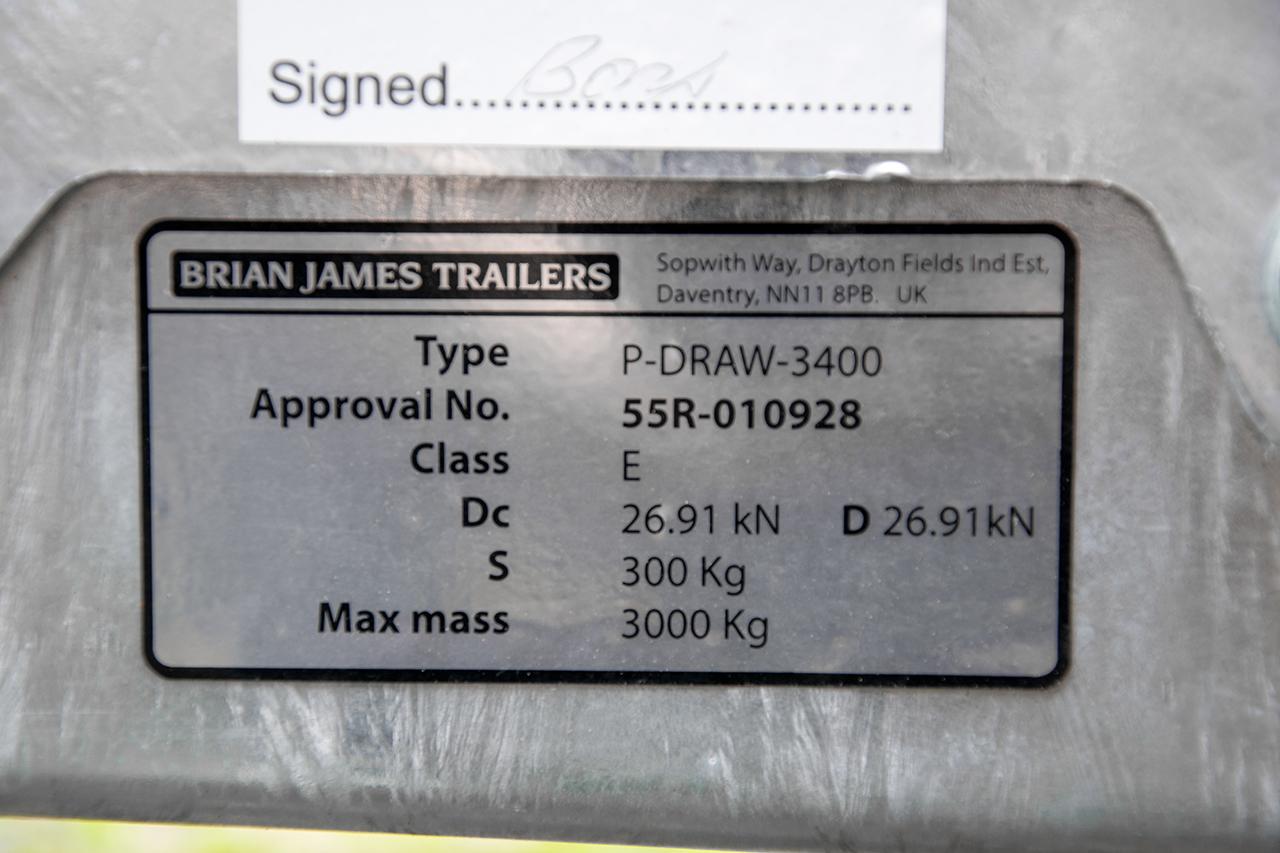 Signed..............................................
BRIAN JAMES TRAILERS
Sopwith Way, Drayton Fields Ind Est,
Daventry, NN11 8PB. UK
Type P-DRAW-3400
Approval No. 55R-010928
Class E
Dc 26.91 kN D 26.91kN
S 300 Kg
Max mass 3000 Kg